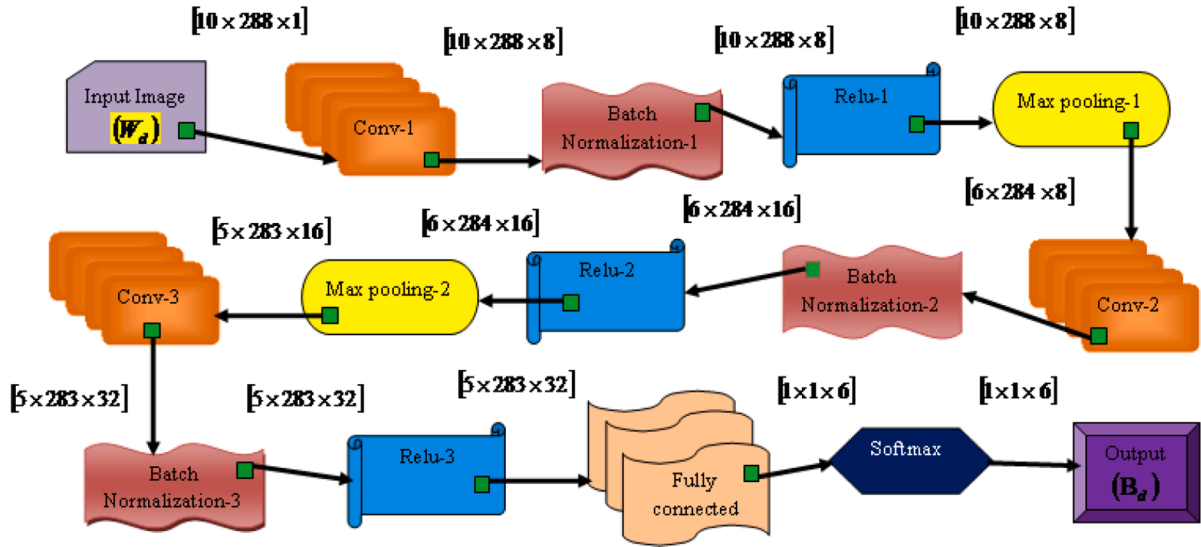 [10×288×1]
[10×288×8]
[10×288×8]
[10×288×8]
Input Image
(W_d)
Conv-1
Batch
Normalization-1
Relu-1
Max pooling-1
[5×283×16]
[6×284×16]
[6×284×16]
[6×284×8]
Conv-3
Max pooling-2
Relu-2
Batch
Normalization-2
Conv-2
[5×283×32]
[5×283×32]
[5×283×32]
[1×1×6]
[1×1×6]
Batch
Normalization-3
Relu-3
Fully
connected
Softmax
Output
(B_d)